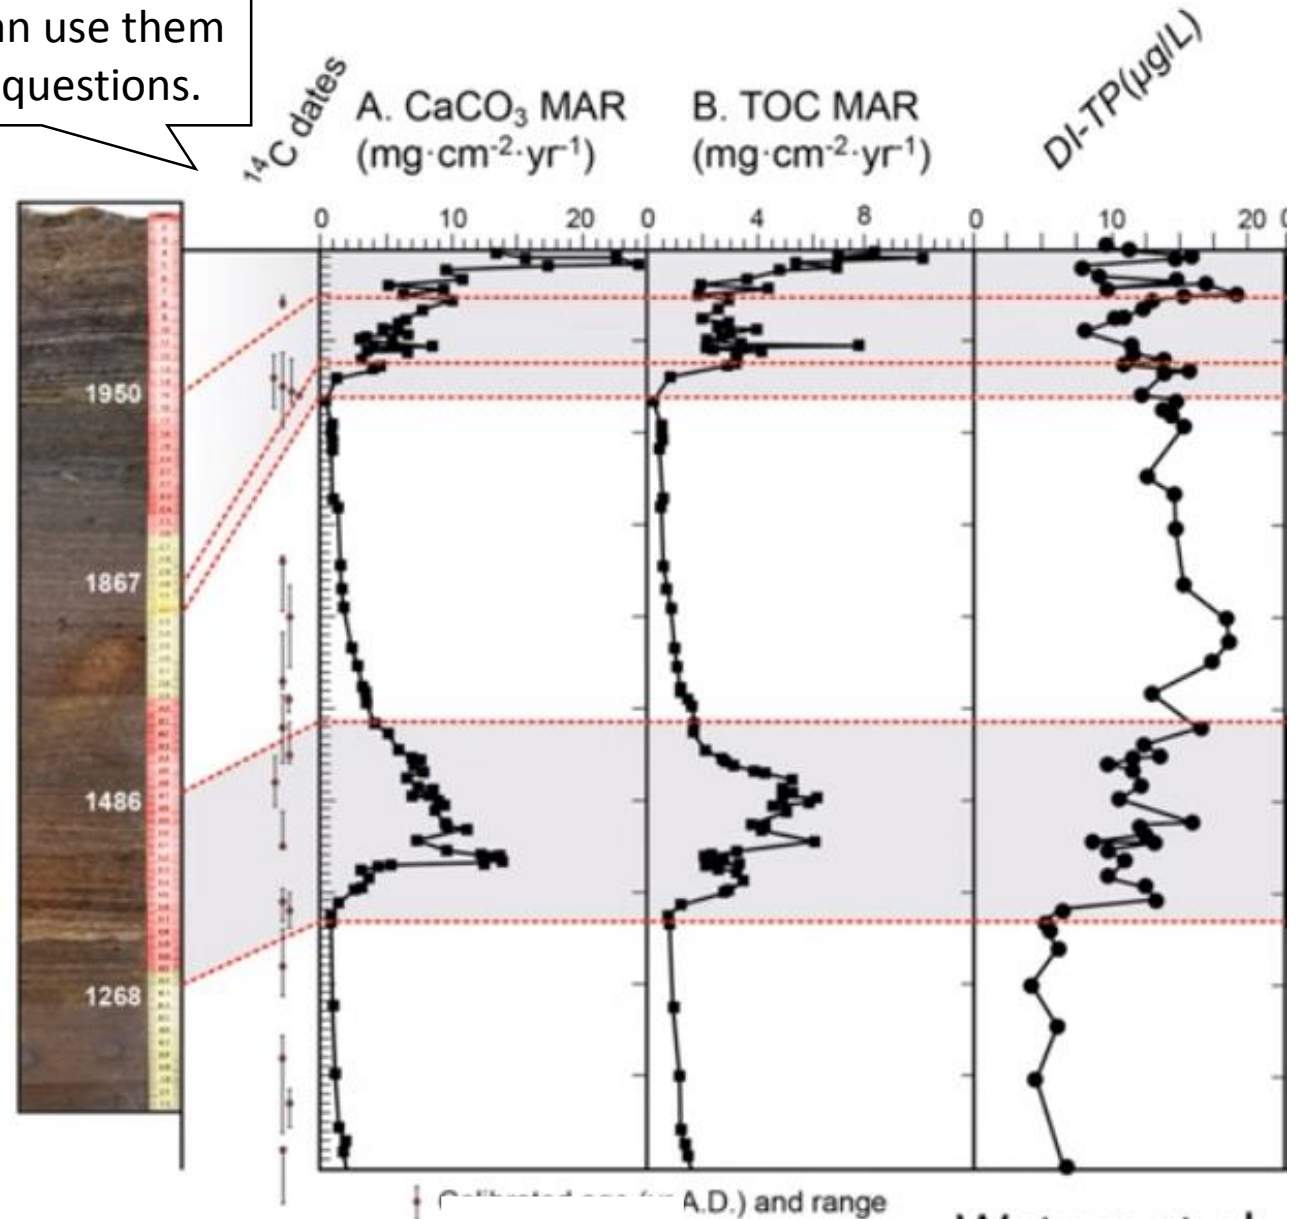 an use them
questions.
¹⁴C dates
A. CaCO₃ MAR
(mg·cm⁻²·yr⁻¹)
B. TOC MAR
(mg·cm⁻²·yr⁻¹)
DI-TP(µg/L)
0 10 20
0 4 8
0 10 20
1950
1867
1486
1268
A.D.) and range